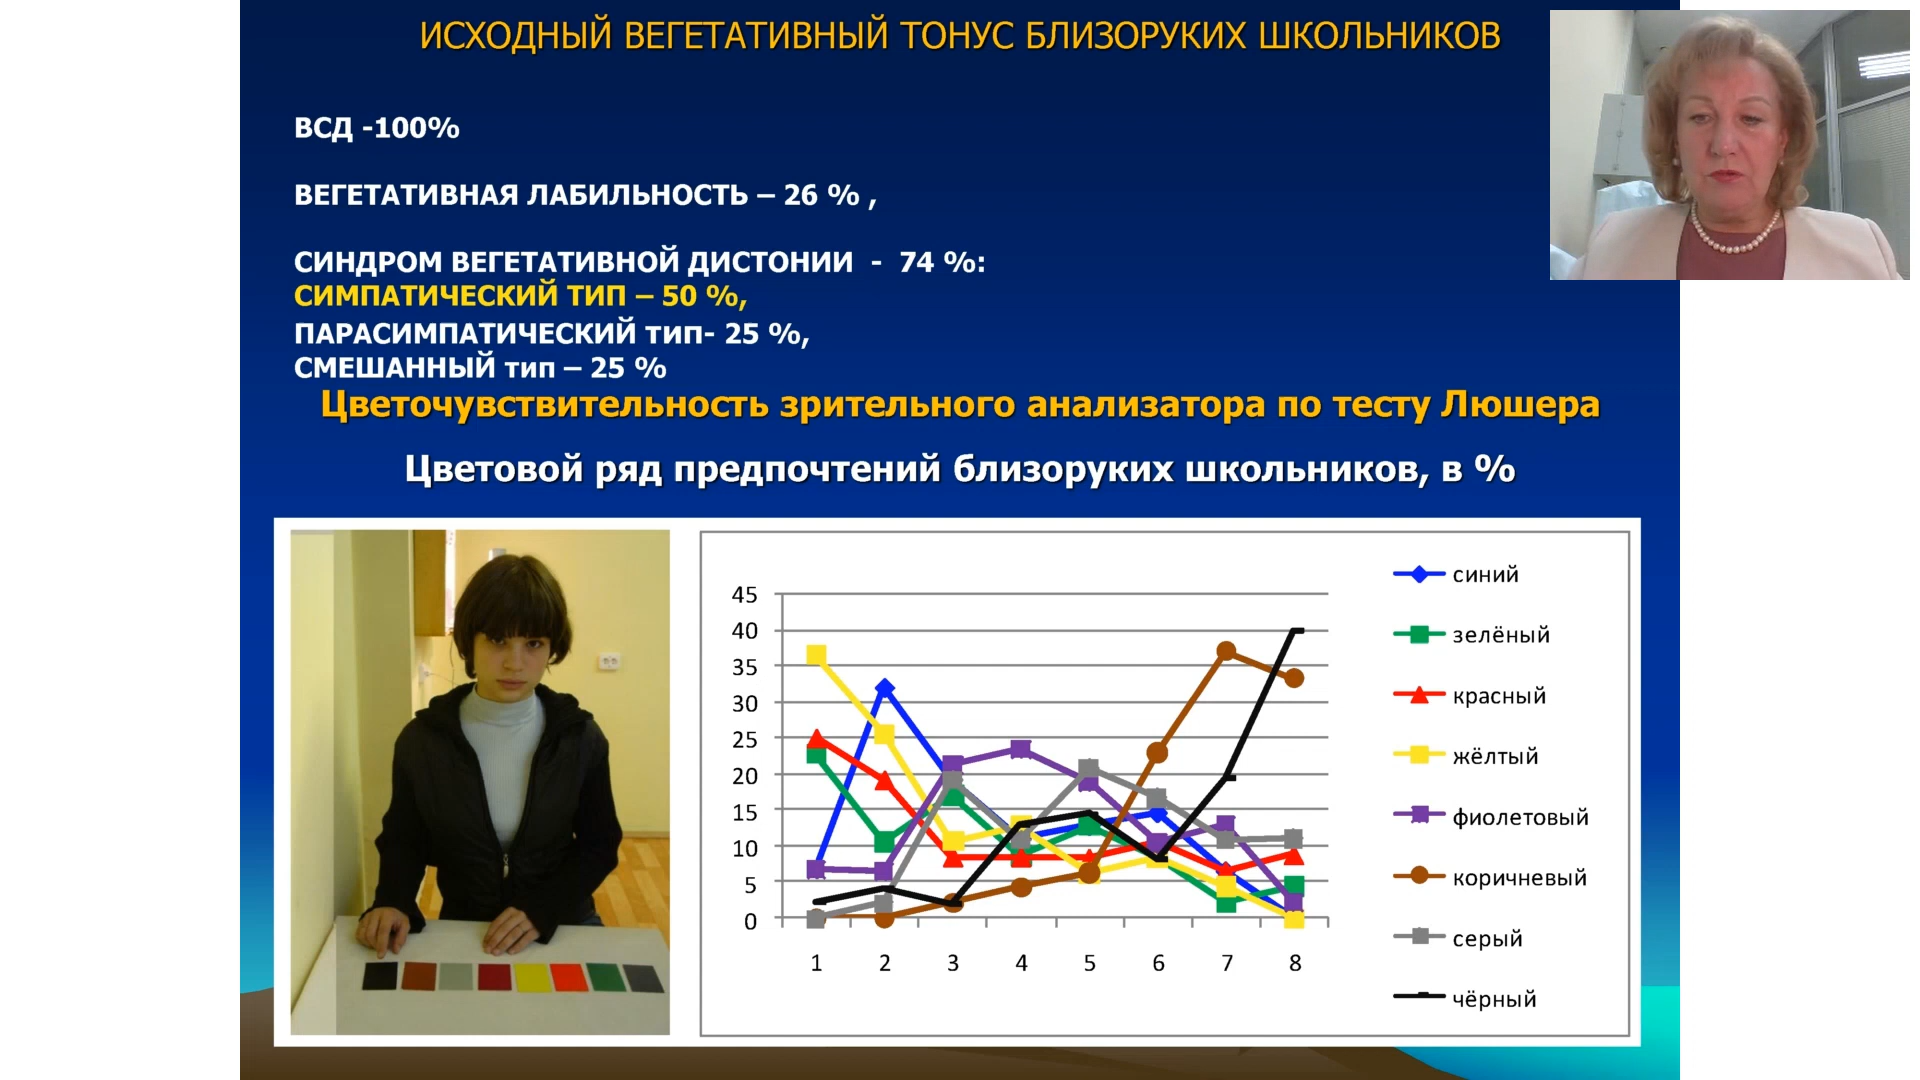 ИСХОДНЫЙ ВЕГЕТАТИВНЫЙ ТОНУС БЛИЗОРУКИХ ШКОЛЬНИКОВ
ВСД -100%
ВЕГЕТАТИВНАЯ ЛАБИЛЬНОСТЬ – 26 % ,
СИНДРОМ ВЕГЕТАТИВНОЙ ДИСТОНИИ - 74 %:
СИМПАТИЧЕСКИЙ ТИП – 50 %,
ПАРАСИМПАТИЧЕСКИЙ тип- 25 %,
СМЕШАННЫЙ тип – 25 %
Цветочувствительность зрительного анализатора по тесту Люшера
Цветовой ряд предпочтений близоруких школьников, в %
45
40
35
30
25
20
15
10
5
0
1 2 3 4 5 6 7 8
синий
зелёный
красный
жёлтый
фиолетовый
коричневый
серый
чёрный